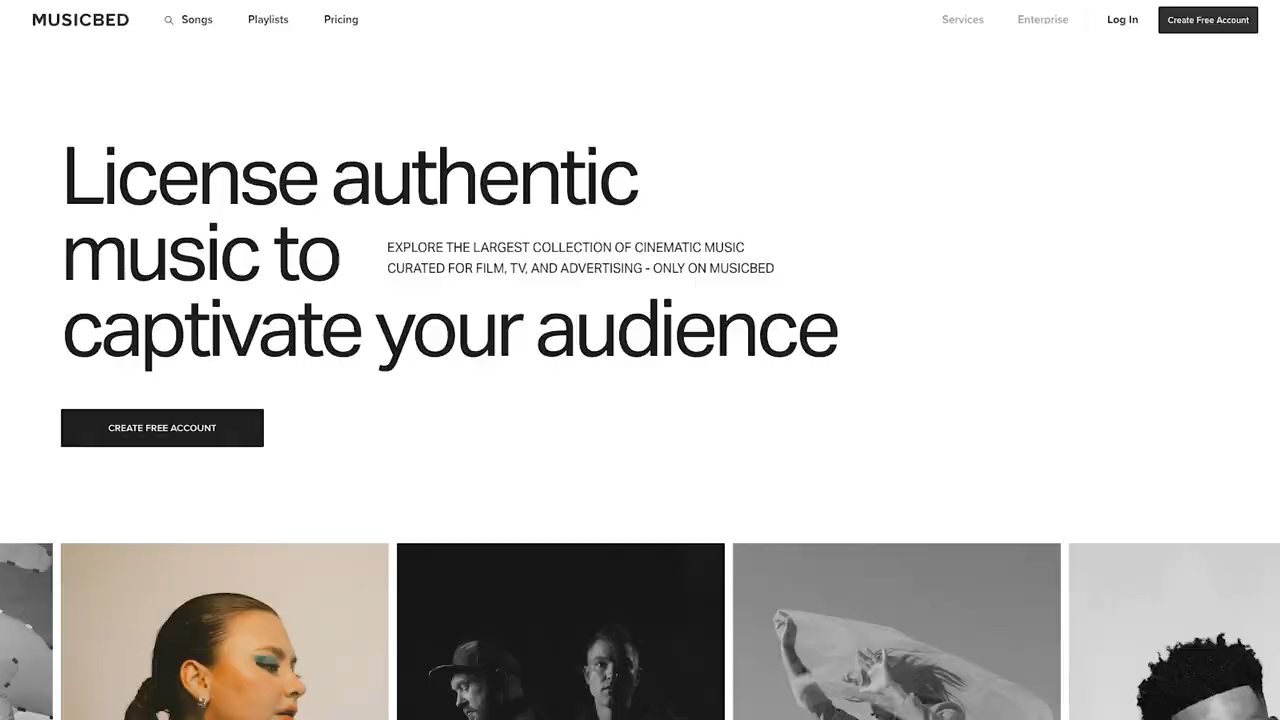 MUSICBED
Songs
Playlists
Pricing
Services
Enterprise
Log In
Create Free Account
License authentic
music to
EXPLORE THE LARGEST COLLECTION OF CINEMATIC MUSIC
CURATED FOR FILM, TV, AND ADVERTISING - ONLY ON MUSICBED
captivate your audience
CREATE FREE ACCOUNT